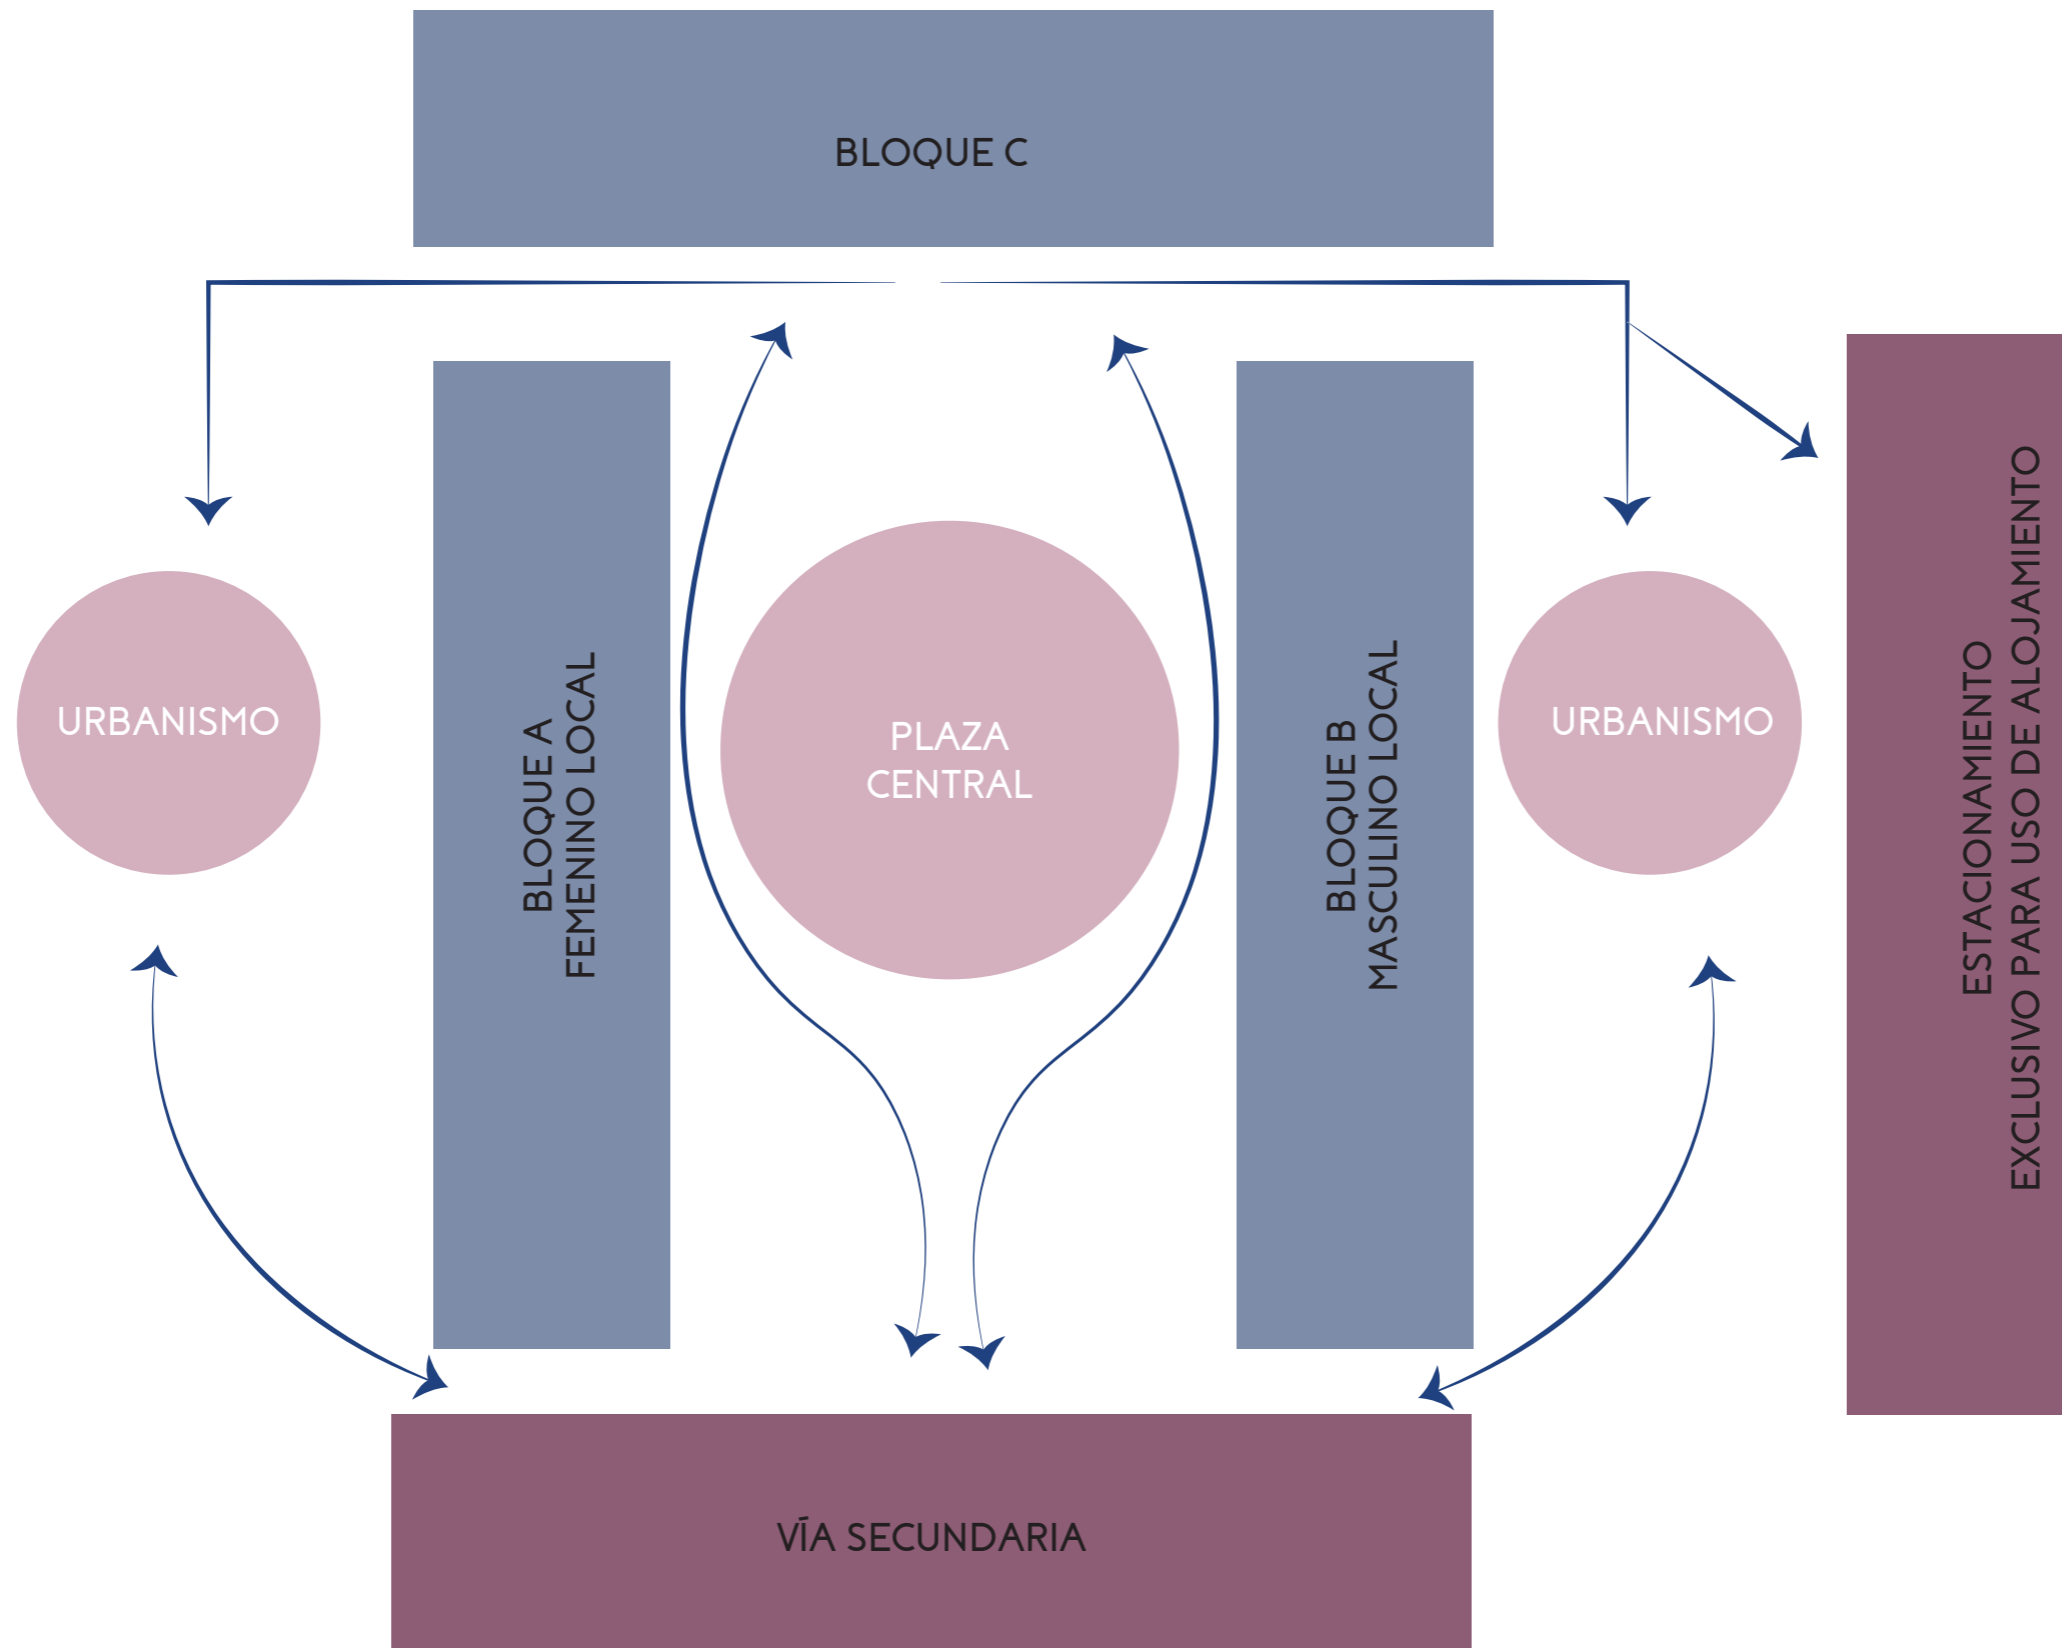 BLOQUE C
URBANISMO
BLOQUE A
FEMENINO LOCAL
PLAZA
CENTRAL
BLOQUE B
MASCULINO LOCAL
URBANISMO
ESTACIONAMIENTO
EXCLUSIVO PARA USO DE ALOJAMIENTO
VÍA SECUNDARIA